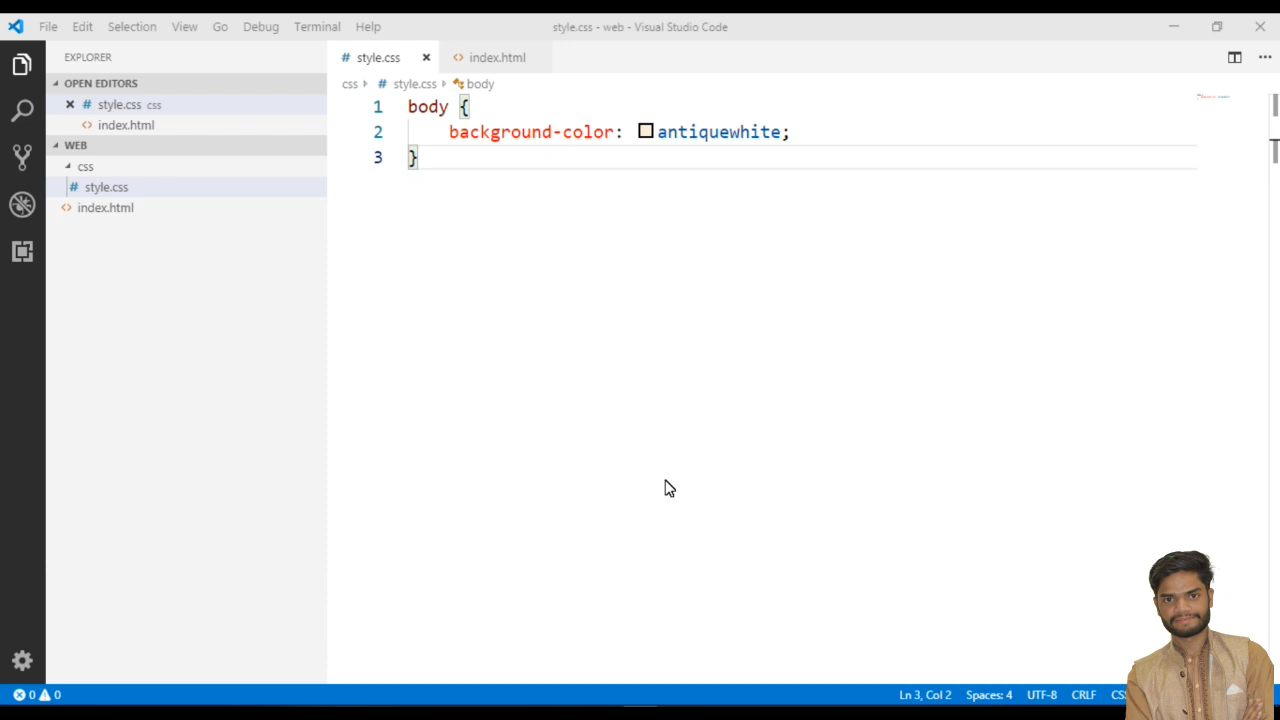 File Edit Selection View Go Debug Terminal Help style.css - web - Visual Studio Code
EXPLORER
OPEN EDITORS
style.css css
index.html
WEB
css
style.css
index.html
style.css index.html
css style.css body
1 body {
2 background-color: antiquewhite;
3 }
0 0 Ln 3, Col 2 Spaces: 4 UTF-8 CRLF